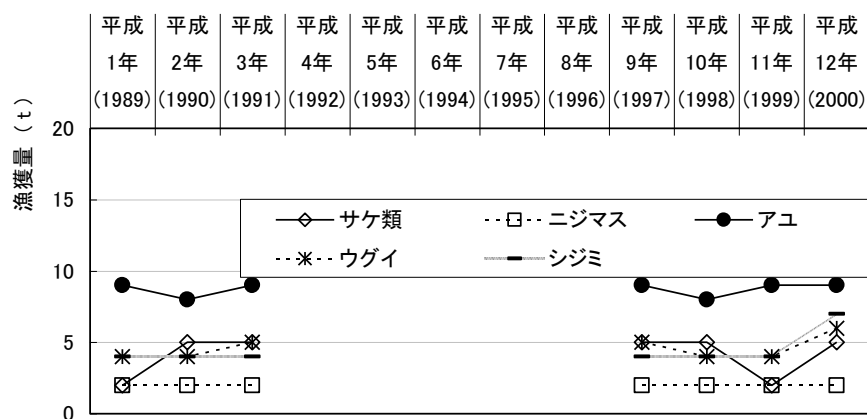 平成 平成 平成 平成 平成 平成 平成 平成 平成 平成 平成 平成
1年 2年 3年 4年 5年 6年 7年 8年 9年 10年 11年 12年
(1989) (1990) (1991) (1992) (1993) (1994) (1995) (1996) (1997) (1998) (1999) (2000)
漁獲量（ｔ）
20
15
10
5
0
サケ類 ニジマス アユ
ウグイ シジミ